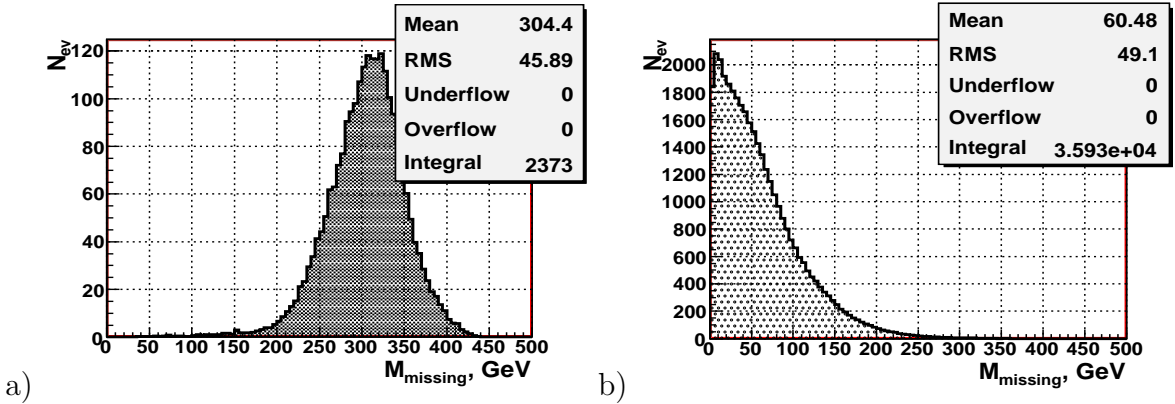 Mean 304.4
RMS 45.89
Underflow 0
Overflow 0
Integral 2373
N_ev
120
100
80
60
40
20
0
0 50 100 150 200 250 300 350 400 450 500
M_missing, GeV
a)
Mean 60.48
RMS 49.1
Underflow 0
Overflow 0
Integral 3.593e+04
N_ev
2000
1800
1600
1400
1200
1000
800
600
400
200
0
0 50 100 150 200 250 300 350 400 450 500
M_missing, GeV
b)